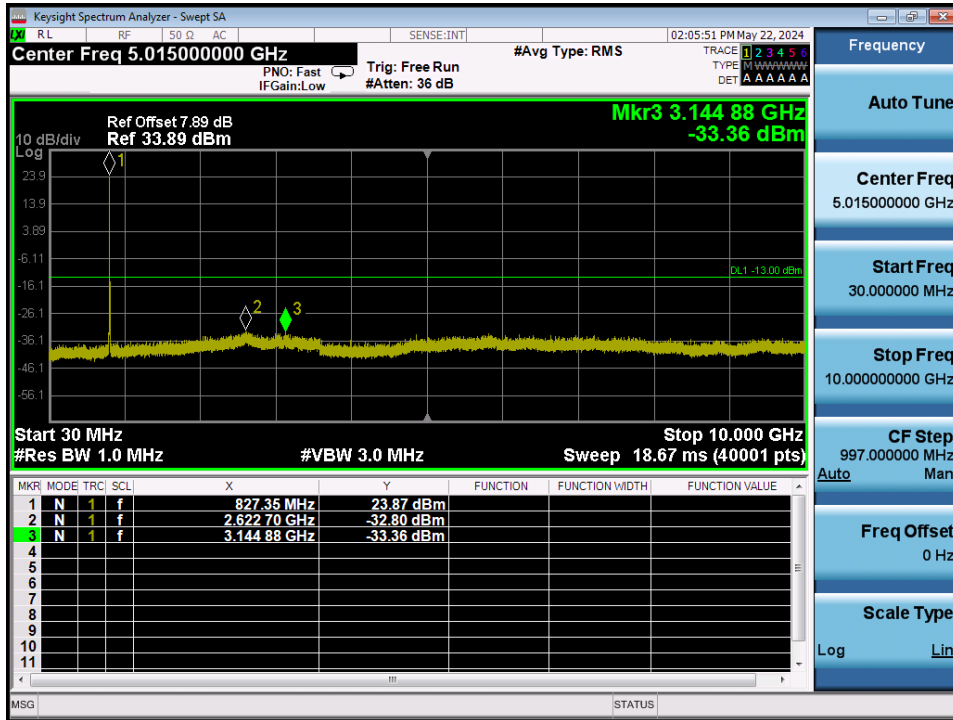 Keysight Spectrum Analyzer - Swept SA
LXI RL RF 50 Ω AC SENSE:INT 02:05:51 PM May 22, 2024
Center Freq 5.015000000 GHz
#Avg Type: RMS
TRACE 1 2 3 4 5 6
TYPE M WWWWW
DET A A A A A A
PNO: Fast
IFGain:Low
Trig: Free Run
#Atten: 36 dB
Mkr3 3.144 88 GHz
-33.36 dBm
Ref Offset 7.89 dB
10 dB/div Ref 33.89 dBm
Log
1
23.9
13.9
3.89
-6.11
DL1 -13.00 dBm
-16.1
-26.1
2
3
-36.1
-46.1
-56.1
Start 30 MHz Stop 10.000 GHz
#Res BW 1.0 MHz #VBW 3.0 MHz Sweep 18.67 ms (40001 pts)
MKR MODE TRC SCL X Y FUNCTION FUNCTION WIDTH FUNCTION VALUE
1 N 1 f 827.35 MHz 23.87 dBm
2 N 1 f 2.622 70 GHz -32.80 dBm
3 N 1 f 3.144 88 GHz -33.36 dBm
4
5
6
7
8
9
10
11
MSG STATUS
Frequency
Auto Tune
Center Freq
5.015000000 GHz
Start Freq
30.000000 MHz
Stop Freq
10.000000000 GHz
CF Step
997.000000 MHz
Auto Man
Freq Offset
0 Hz
Scale Type
Log Lin